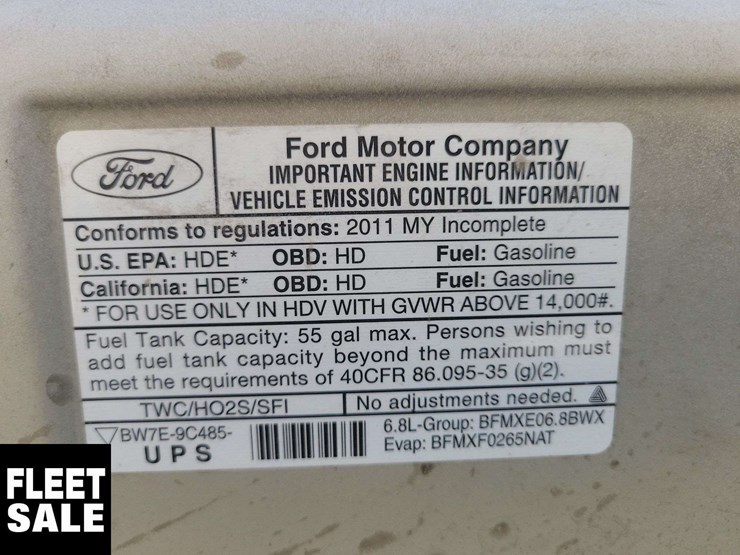 Ford
Ford Motor Company
IMPORTANT ENGINE INFORMATION/
VEHICLE EMISSION CONTROL INFORMATION
Conforms to regulations: 2011 MY Incomplete
U.S. EPA: HDE* OBD: HD Fuel: Gasoline
California: HDE* OBD: HD Fuel: Gasoline
* FOR USE ONLY IN HDV WITH GVWR ABOVE 14,000#.
Fuel Tank Capacity: 55 gal max. Persons wishing to
add fuel tank capacity beyond the maximum must
meet the requirements of 40CFR 86.095-35 (g)(2).
TWC/HO2S/SFI No adjustments needed.
BW7E-9C485- 6.8L-Group: BFMXE06.8BWX
UPS Evap: BFMXF0265NAT
FLEET
SALE